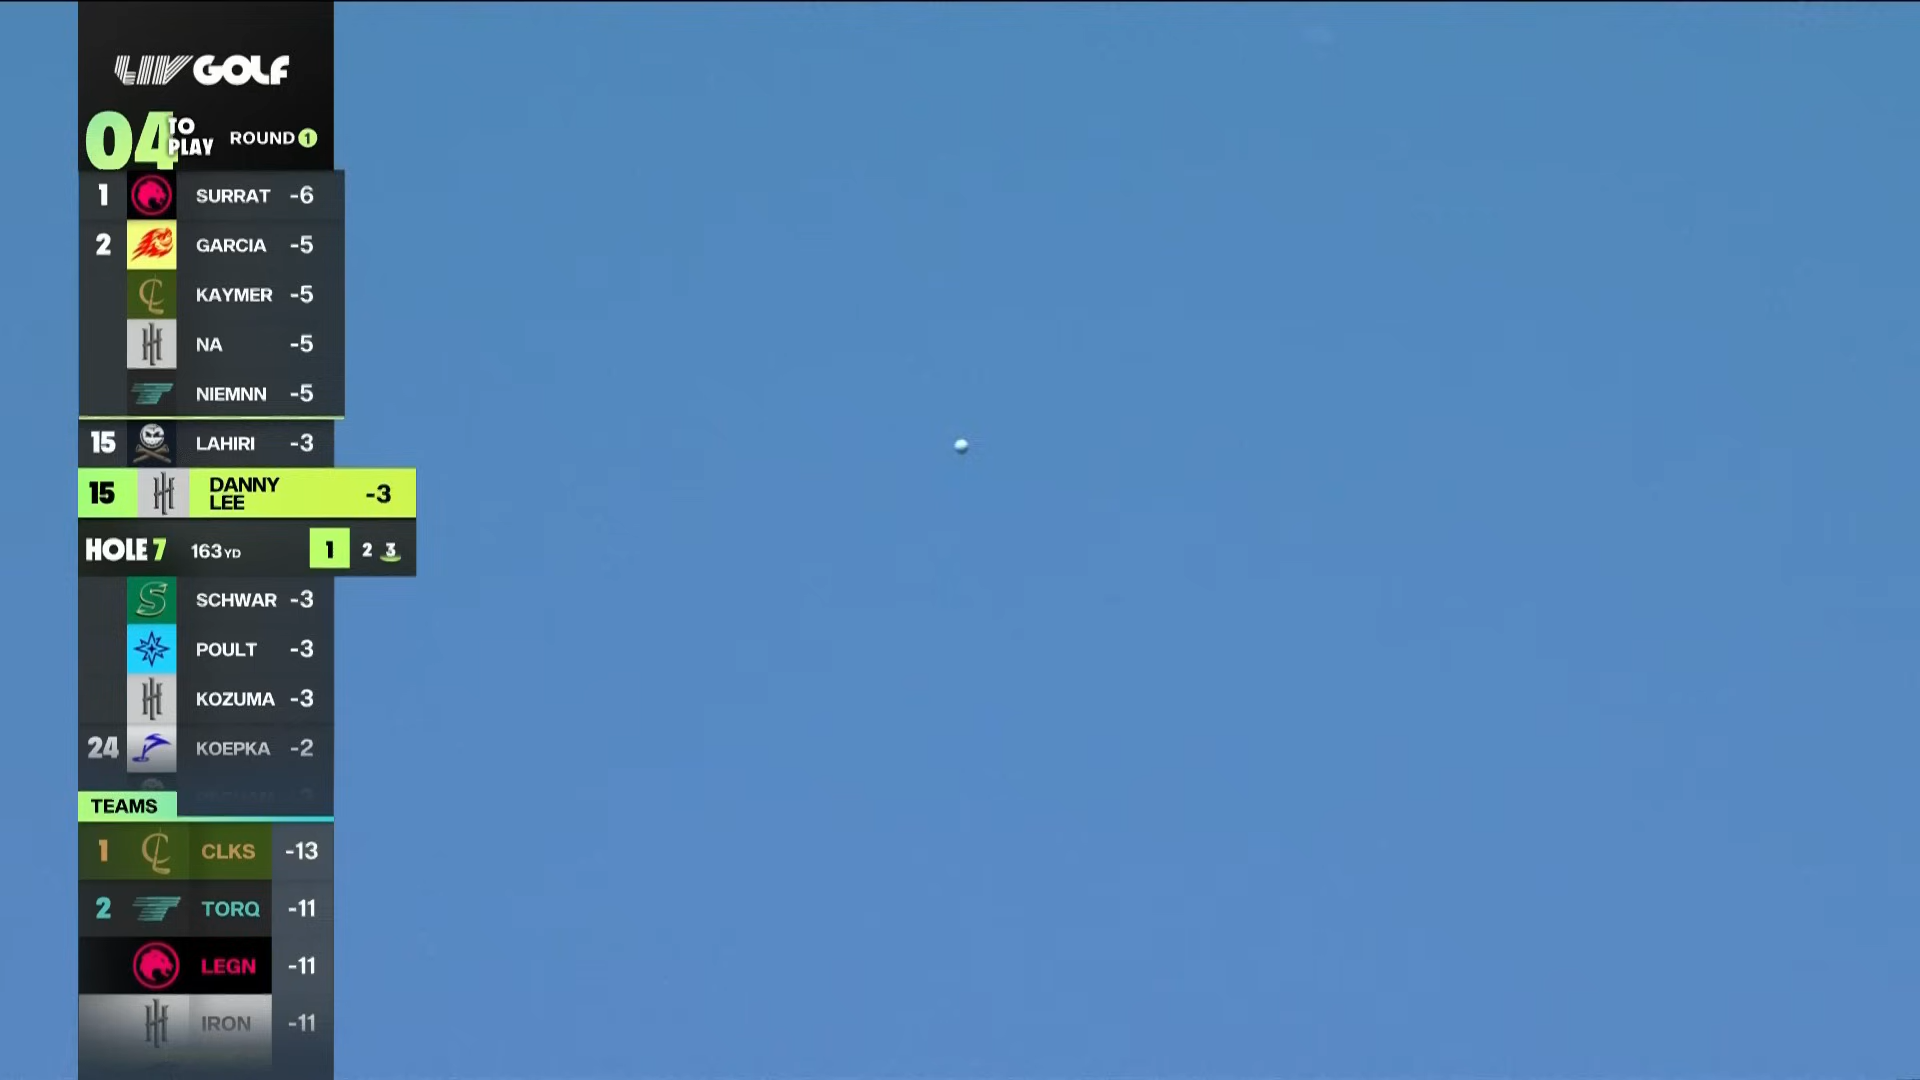 LIV GOLF
04 TO PLAY ROUND 1
1 SURRAT -6
2 GARCIA -5
KAYMER -5
NA -5
NIEMNN -5
15 LAHIRI -3
15 DANNY LEE -3
HOLE 7 163 YD 1 2 3
SCHWAR -3
POULT -3
KOZUMA -3
24 KOEPKA -2
TEAMS
1 CLKS -13
2 TORQ -11
LEGN -11
IRON -11